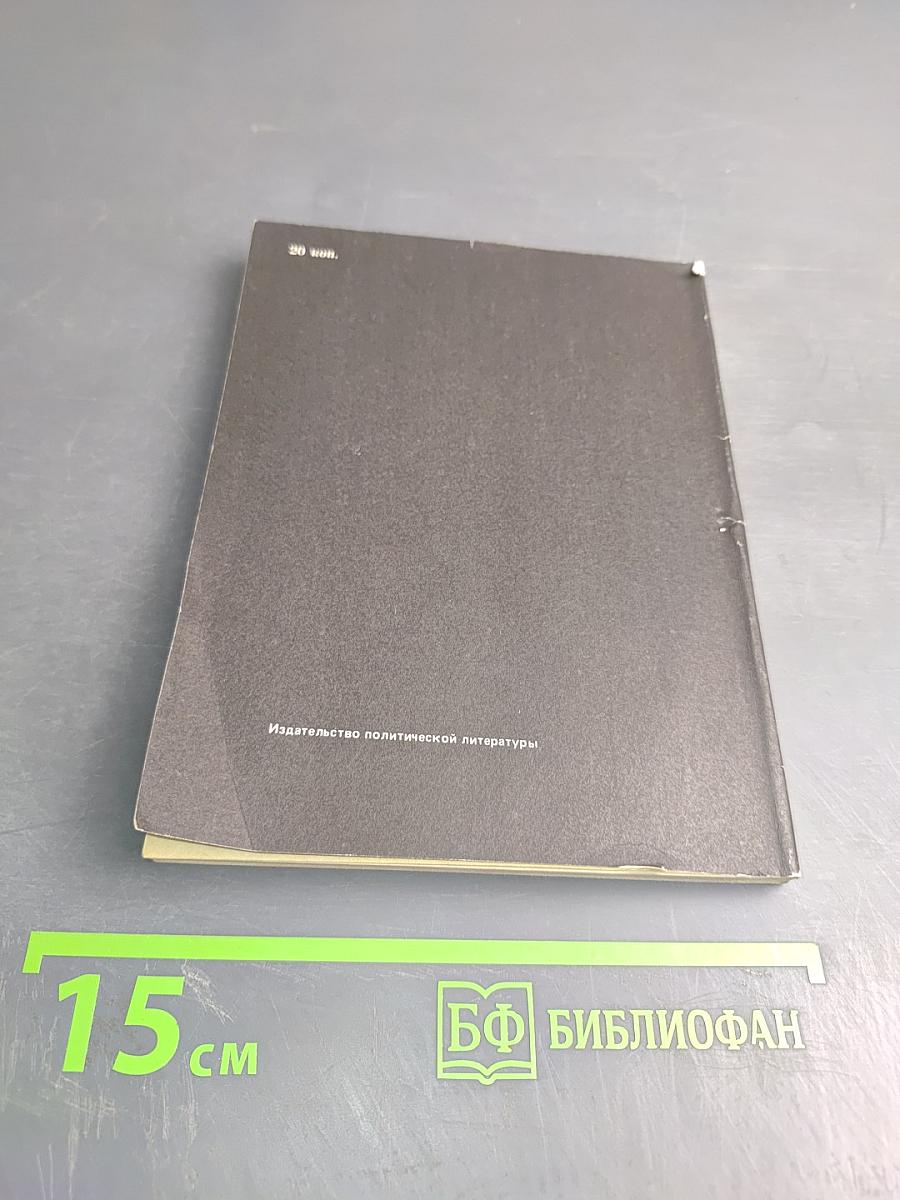 20 коп.
Издательство политической литературы
15 см
БФ БИБЛИОФАН